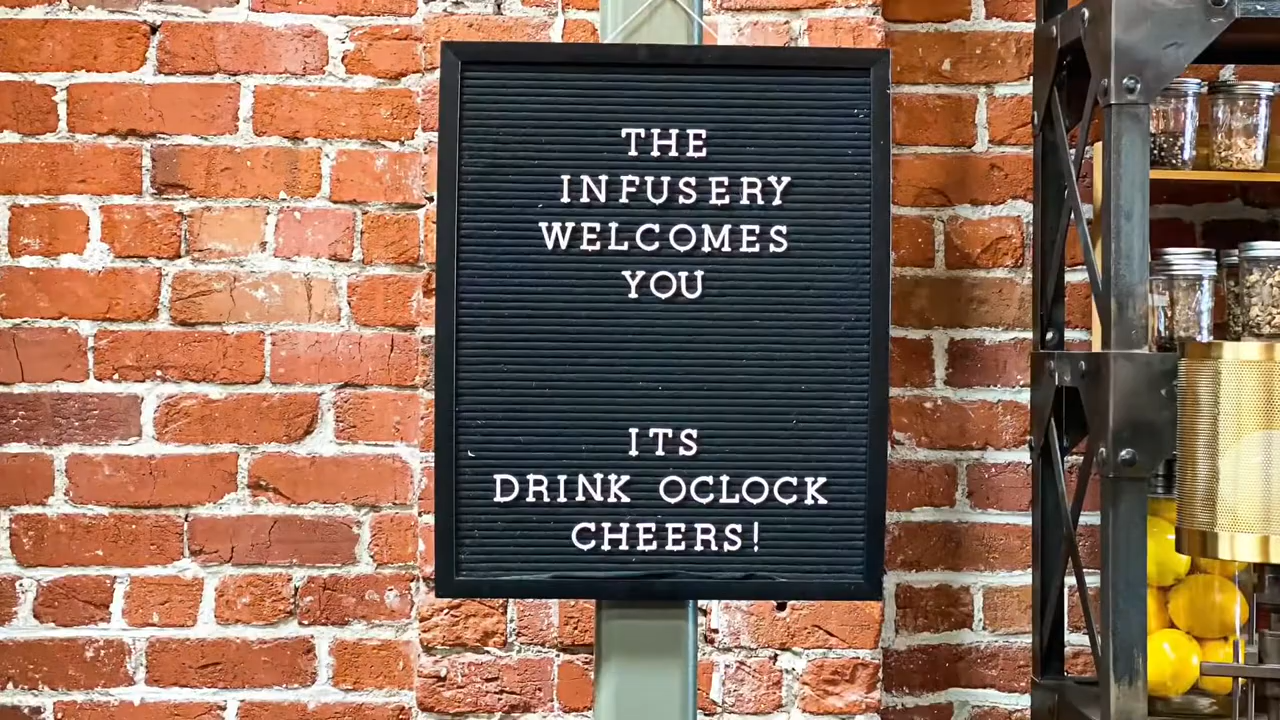 THE
INFUSERY
WELCOMES
YOU
ITS
DRINK OCLOCK
CHEERS!